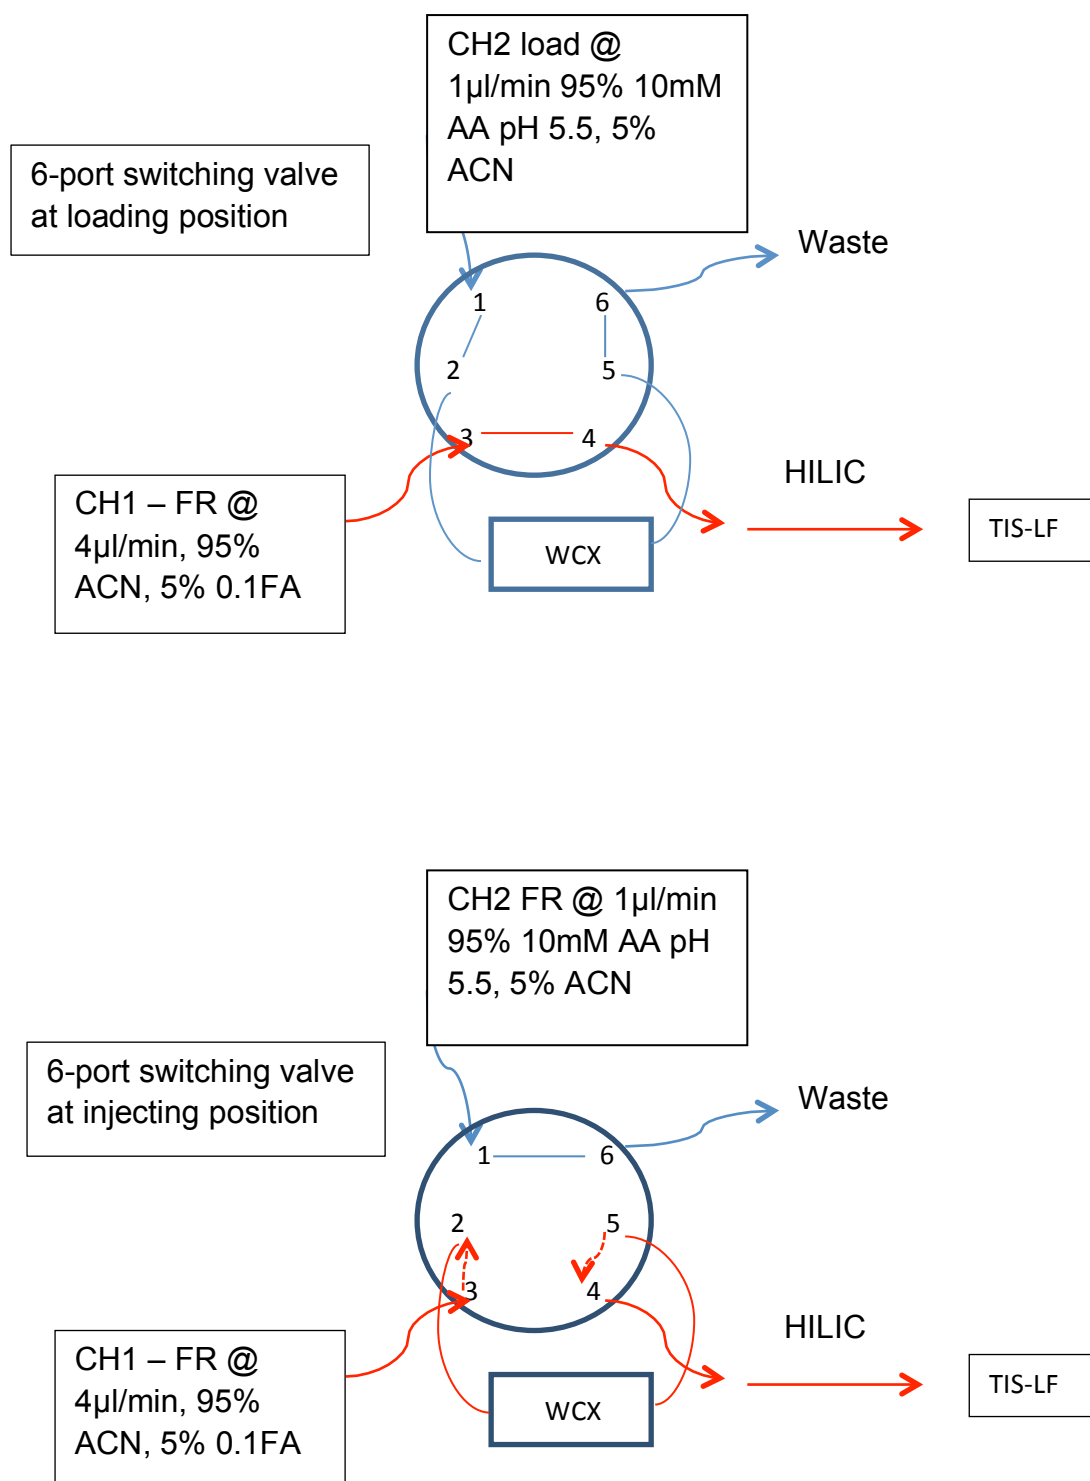 CH2 load @
1µl/min 95% 10mM
AA pH 5.5, 5%
ACN
6-port switching valve
at loading position
Waste
1
6
2
5
3
4
HILIC
CH1 – FR @
4µl/min, 95%
ACN, 5% 0.1FA
WCX
TIS-LF
CH2 FR @ 1µl/min
95% 10mM AA pH
5.5, 5% ACN
6-port switching valve
at injecting position
Waste
1
6
2
5
3
4
HILIC
CH1 – FR @
4µl/min, 95%
ACN, 5% 0.1FA
WCX
TIS-LF